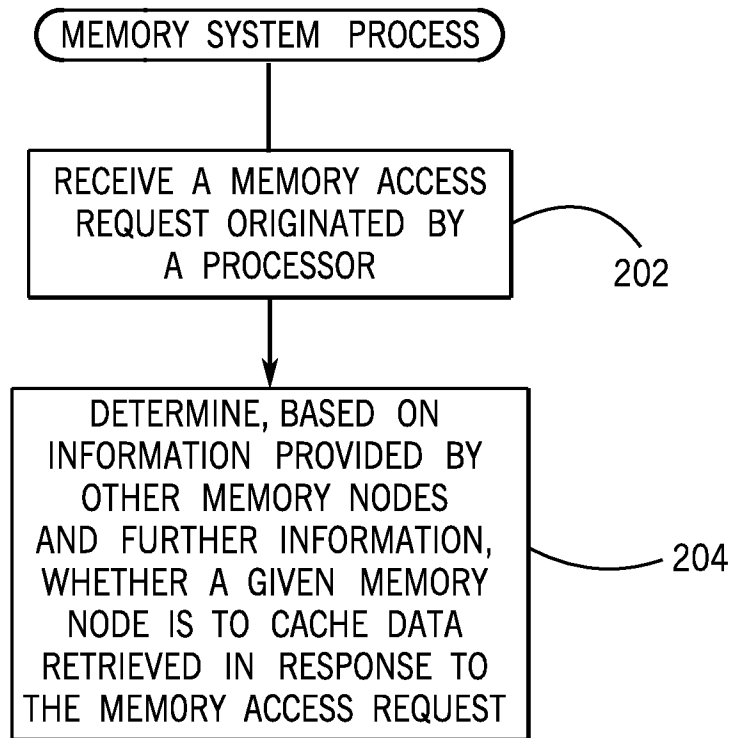 MEMORY SYSTEM PROCESS
RECEIVE A MEMORY ACCESS
REQUEST ORIGINATED BY
A PROCESSOR
202
DETERMINE, BASED ON
INFORMATION PROVIDED BY
OTHER MEMORY NODES
AND FURTHER INFORMATION,
WHETHER A GIVEN MEMORY
NODE IS TO CACHE DATA
RETRIEVED IN RESPONSE TO
THE MEMORY ACCESS REQUEST
204